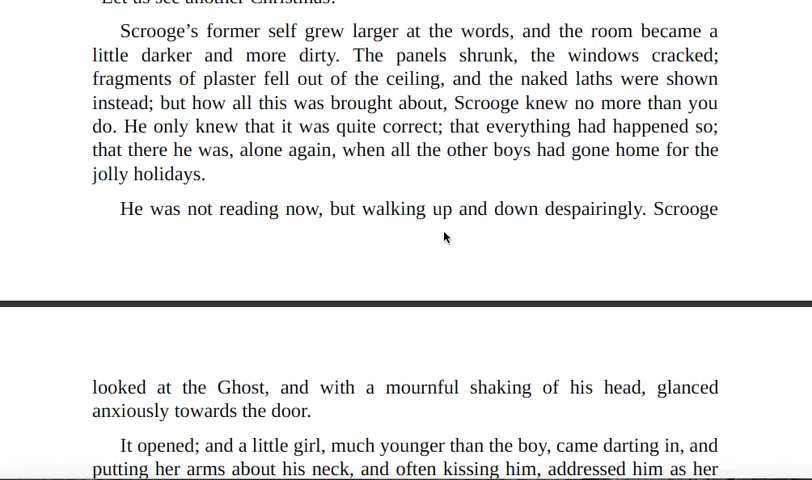 "Let us see another Christmas!"
Scrooge’s former self grew larger at the words, and the room became a
little darker and more dirty. The panels shrunk, the windows cracked;
fragments of plaster fell out of the ceiling, and the naked laths were shown
instead; but how all this was brought about, Scrooge knew no more than you
do. He only knew that it was quite correct; that everything had happened so;
that there he was, alone again, when all the other boys had gone home for the
jolly holidays.
He was not reading now, but walking up and down despairingly. Scrooge
looked at the Ghost, and with a mournful shaking of his head, glanced
anxiously towards the door.
It opened; and a little girl, much younger than the boy, came darting in, and
putting her arms about his neck, and often kissing him, addressed him as her